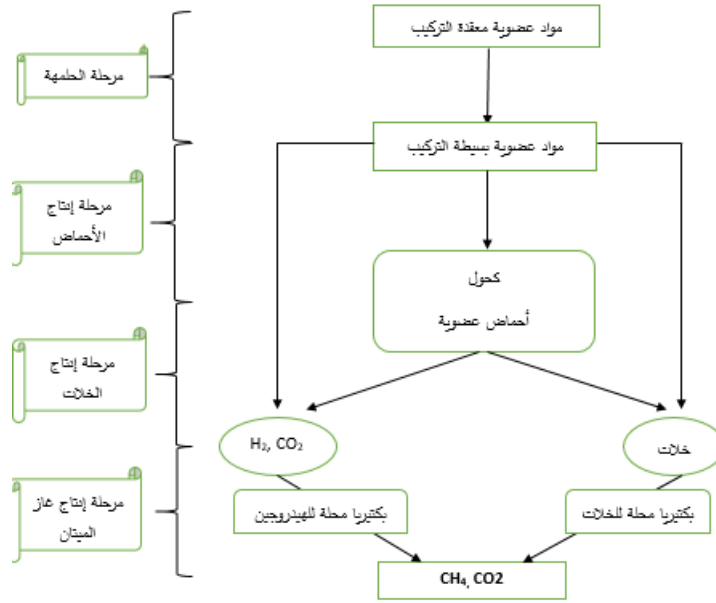 مواد عضوية معقدة التركيب
مرحلة الحلمهة
مواد عضوية بسيطة التركيب
مرحلة إنتاج
الأحماض
كحول
أحماض عضوية
مرحلة إنتاج
الخلات
H₂, CO₂
خلات
مرحلة إنتاج غاز
الميتان
بكتيريا محلة للهيدروجين
بكتيريا محلة للخلات
CH₄, CO2